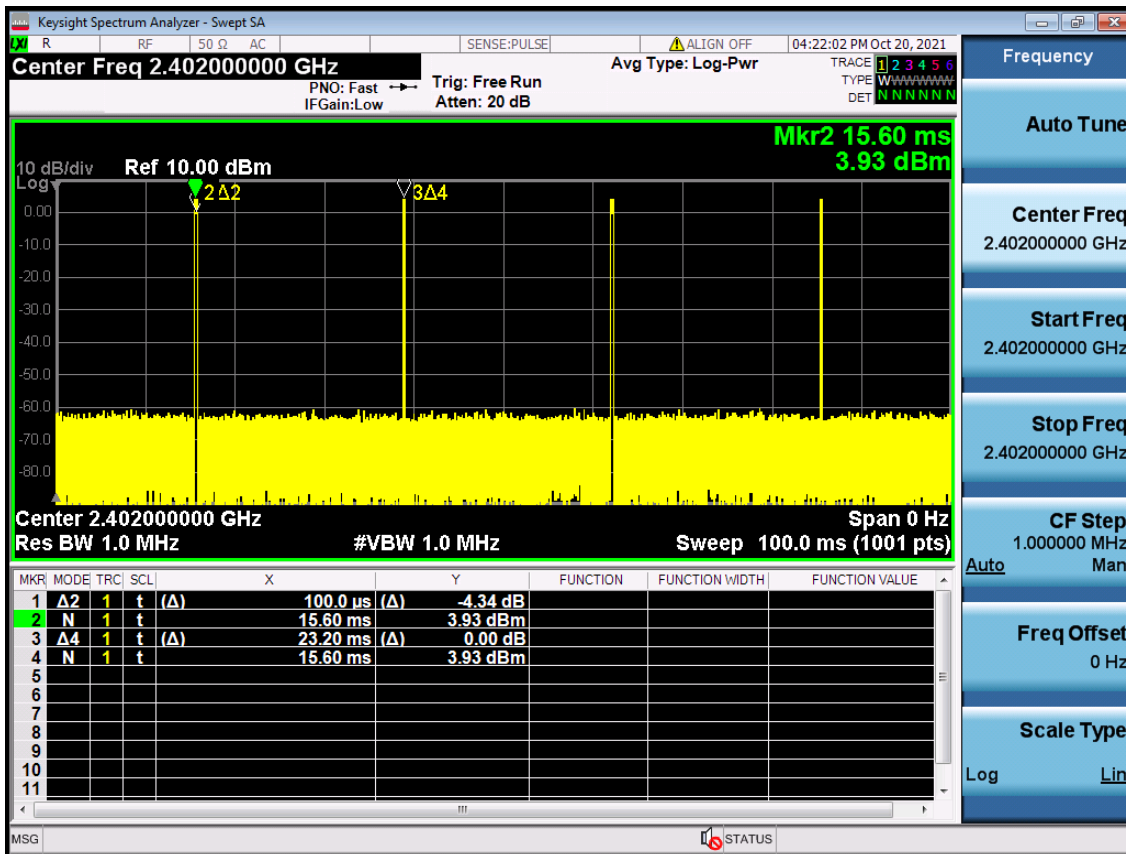 Keysight Spectrum Analyzer - Swept SA
LXI R RF 50 Ω AC SENSE:PULSE ALIGN OFF 04:22:02 PM Oct 20, 2021
Center Freq 2.402000000 GHz
PNO: Fast
IFGain:Low
Trig: Free Run
Atten: 20 dB
Avg Type: Log-Pwr
TRACE 1 2 3 4 5 6
TYPE WWWWWWW
DET N N N N N N
Mkr2 15.60 ms
3.93 dBm
10 dB/div Ref 10.00 dBm
Log
2Δ2 3Δ4
0.00
-10.0
-20.0
-30.0
-40.0
-50.0
-60.0
-70.0
-80.0
Center 2.402000000 GHz Span 0 Hz
Res BW 1.0 MHz #VBW 1.0 MHz Sweep 100.0 ms (1001 pts)
MKR MODE TRC SCL X Y FUNCTION FUNCTION WIDTH FUNCTION VALUE
1 Δ2 1 t (Δ) 100.0 µs (Δ) -4.34 dB
2 N 1 t 15.60 ms 3.93 dBm
3 Δ4 1 t (Δ) 23.20 ms (Δ) 0.00 dB
4 N 1 t 15.60 ms 3.93 dBm
5
6
7
8
9
10
11
MSG STATUS
Frequency
Auto Tune
Center Freq
2.402000000 GHz
Start Freq
2.402000000 GHz
Stop Freq
2.402000000 GHz
CF Step
1.000000 MHz
Auto Man
Freq Offset
0 Hz
Scale Type
Log Lin